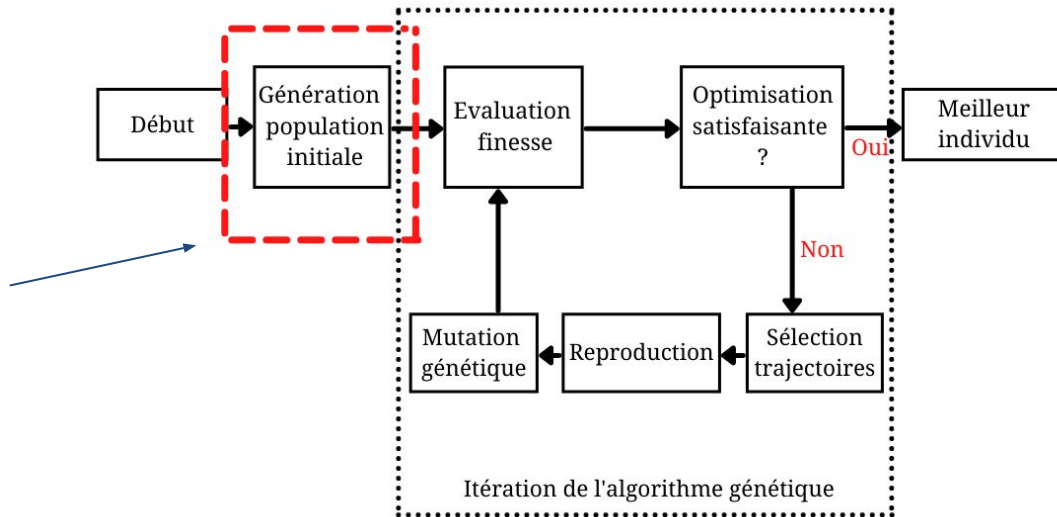 Début
Génération
population
initiale
Evaluation
finesse
Optimisation
satisfaisante
?
Oui
Meilleur
individu
Non
Mutation
génétique
Reproduction
Sélection
trajectoires
Itération de l'algorithme génétique